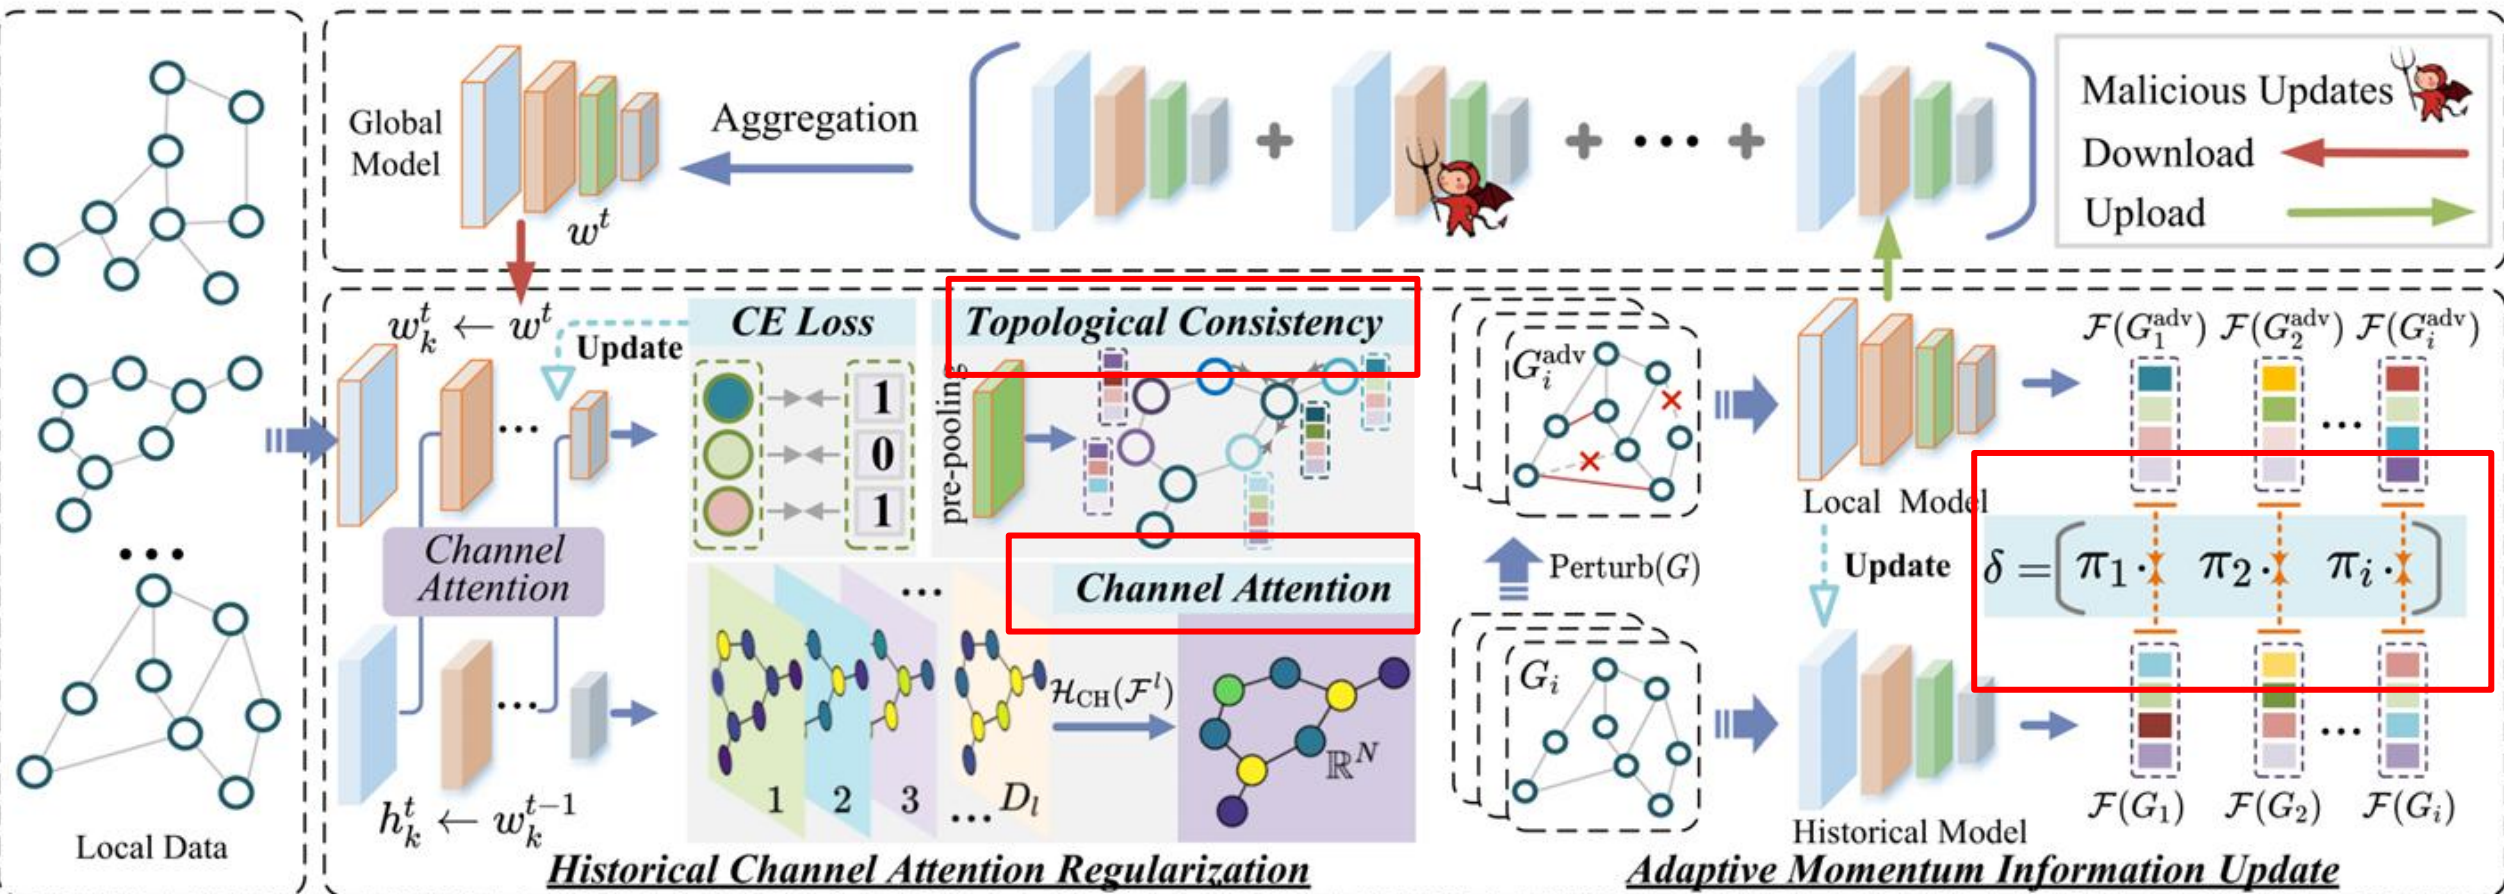 Global
Model
Aggregation
w^t
+
+
...
+
Malicious Updates
Download
Upload
w_k^t ← w^t
Update
CE Loss
1
0
1
Topological Consistency
pre-pooling
...
Channel
Attention
...
h_k^t ← w_k^{t-1}
...
Channel Attention
1
2
3
... D_l
H_CH(F^l)
ℝ^N
Historical Channel Attention Regularization
G_i^adv
Perturb(G)
G_i
Local Model
Update
Historical Model
F(G_1^adv) F(G_2^adv) F(G_i^adv)
...
δ = (π_1 · π_2 · π_i ·)
...
F(G_1) F(G_2) F(G_i)
Adaptive Momentum Information Update
...
Local Data